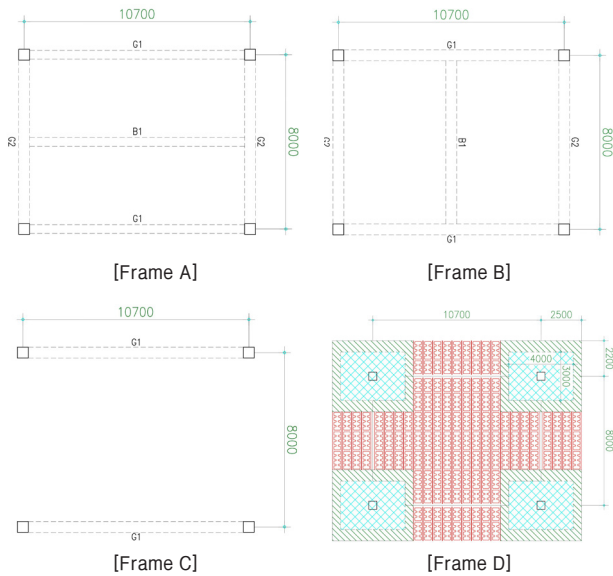 10700
10700
G1
G1
G2
B1
G2
8000
G2
B1
G2
8000
G1
G1
[Frame A]
[Frame B]
10700
10700
2500
G1
2200
4000
3000
8000
8000
G1
[Frame C]
[Frame D]